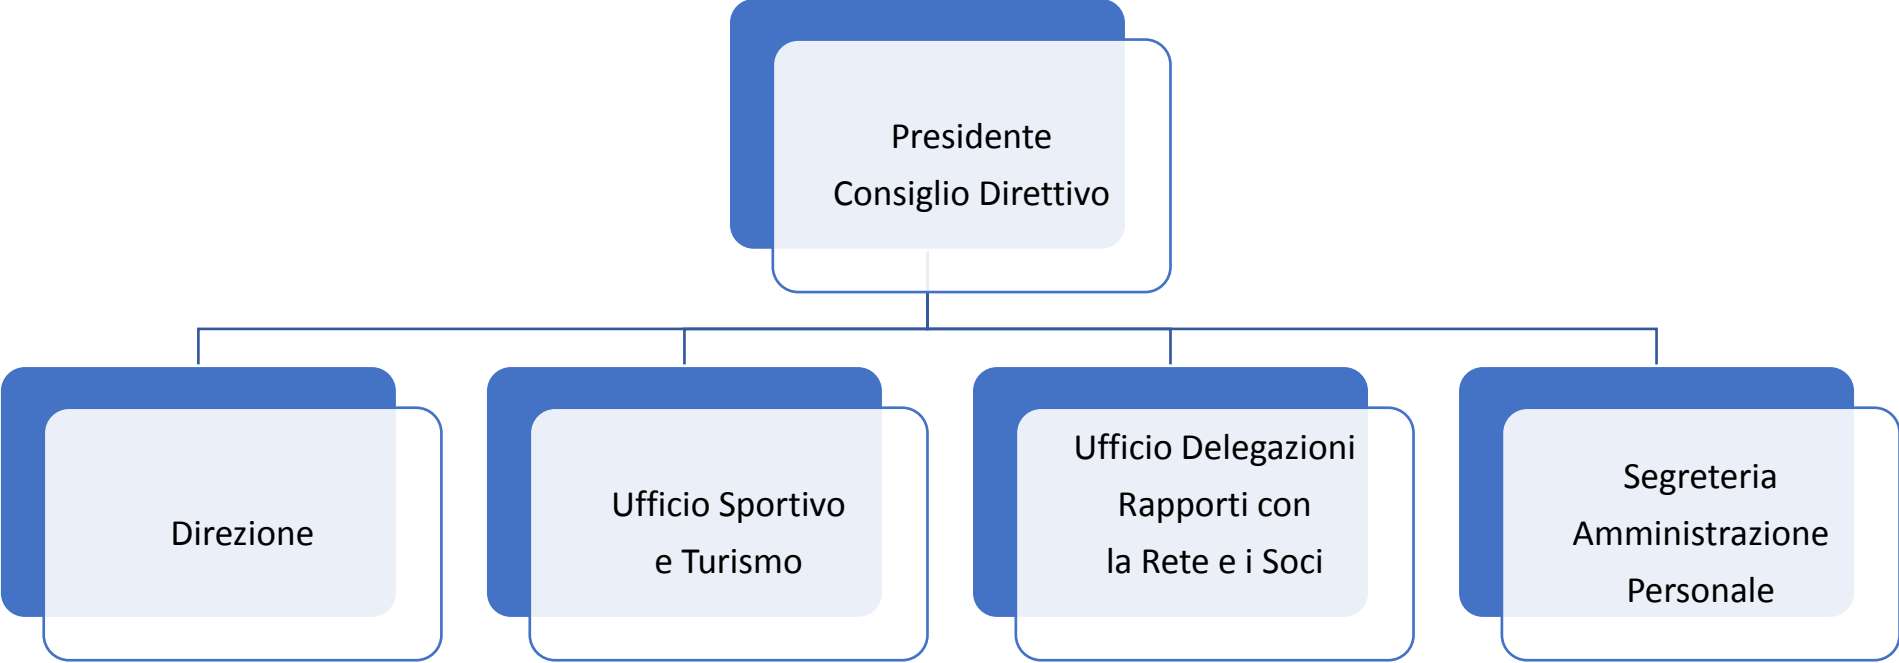 Presidente
Consiglio Direttivo
Direzione
Ufficio Sportivo
e Turismo
Ufficio Delegazioni
Rapporti con
la Rete e i Soci
Segreteria
Amministrazione
Personale